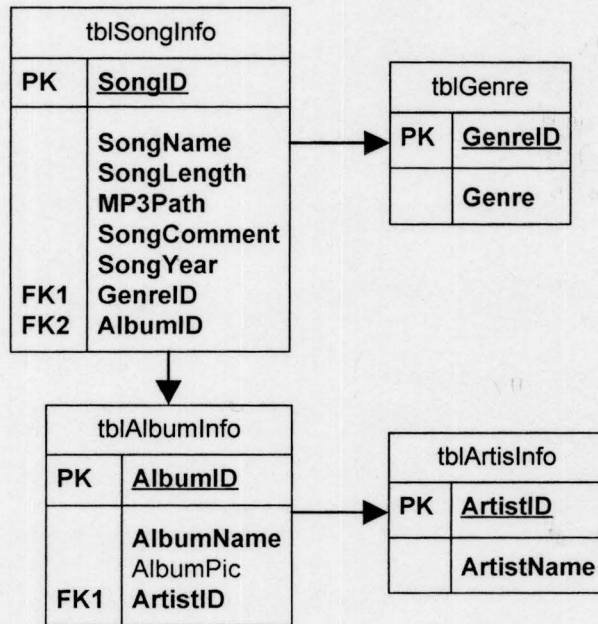 tblSongInfo
PK SongID
SongName
SongLength
MP3Path
SongComment
SongYear
FK1 GenreID
FK2 AlbumID
tblGenre
PK GenreID
Genre
tblAlbumInfo
PK AlbumID
AlbumName
AlbumPic
FK1 ArtistID
tblArtisInfo
PK ArtistID
ArtistName